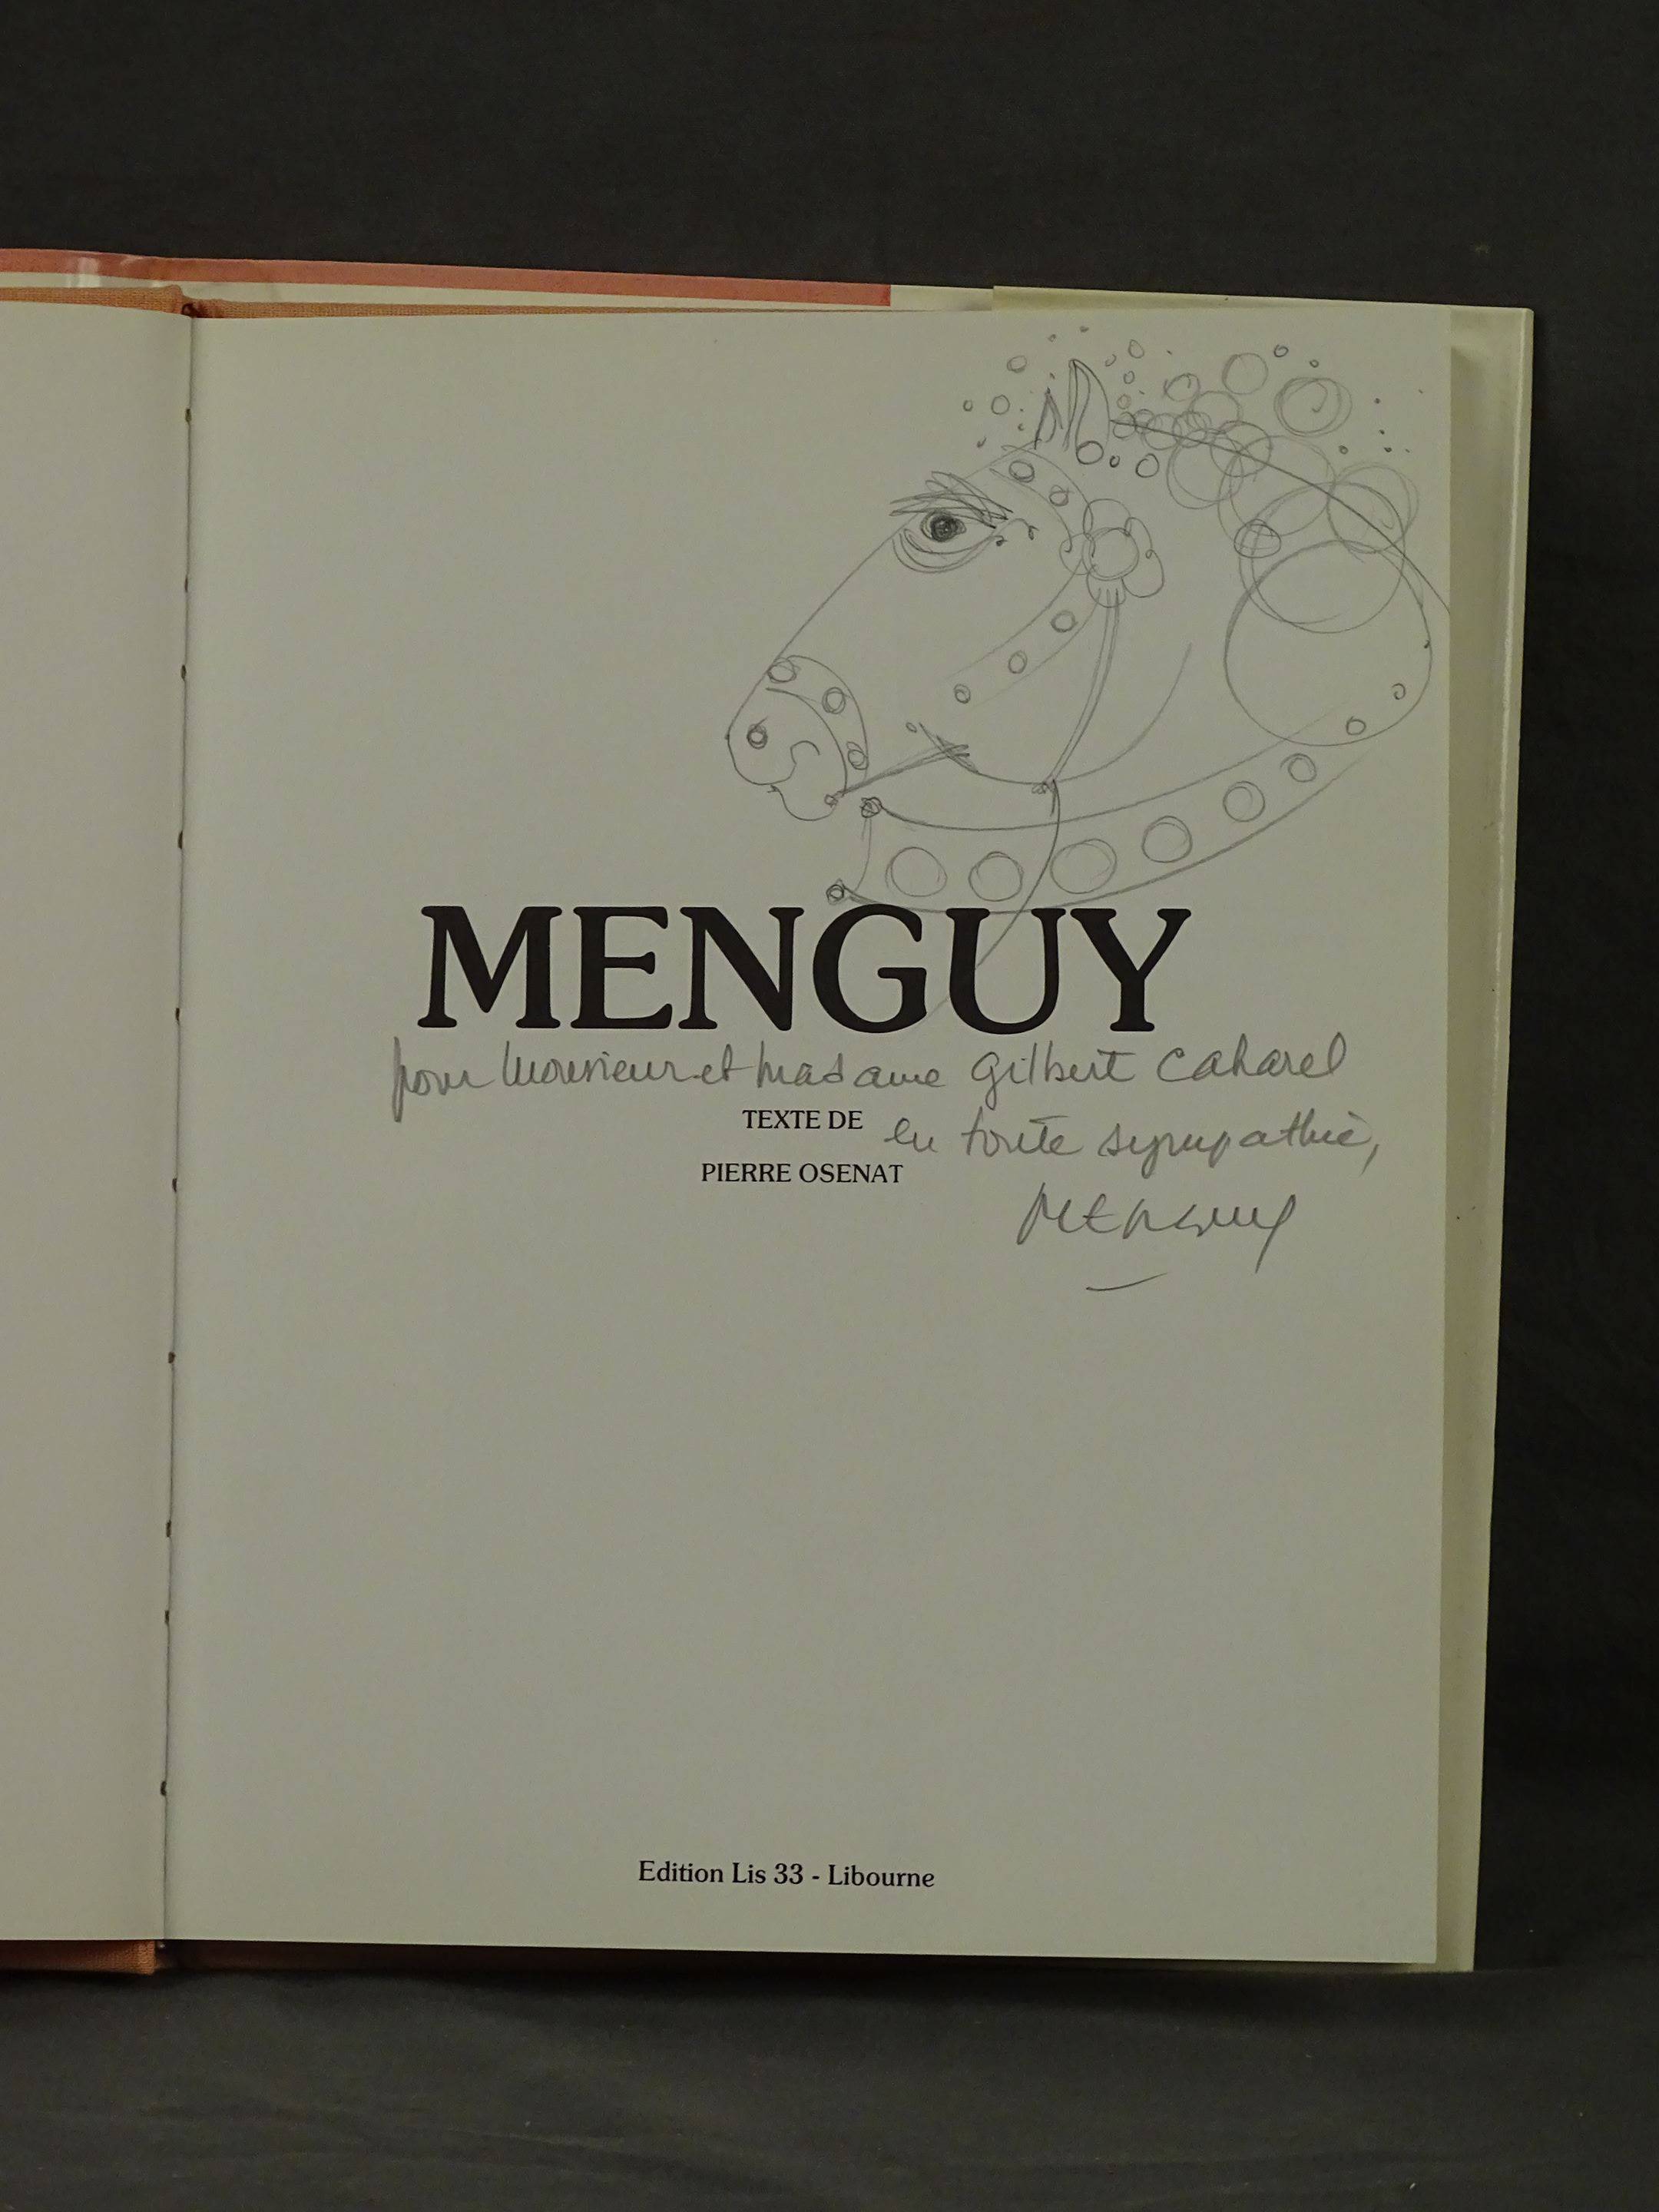 MENGUY
pour Monsieur et Madame Gilbert Caharel
TEXTE DE
en toute sympathie,
PIERRE OSENAT
MENGUY
Edition Lis 33 - Libourne